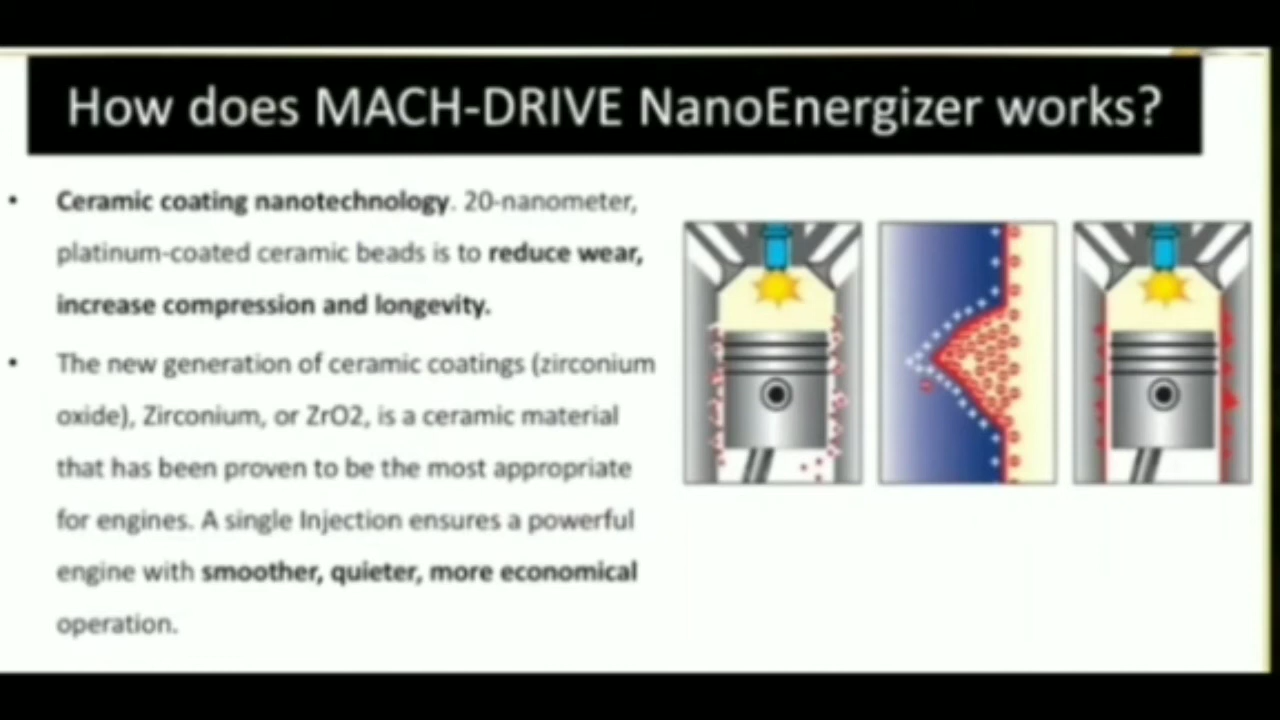 How does MACH-DRIVE NanoEnergizer works?
• Ceramic coating nanotechnology. 20-nanometer,
platinum-coated ceramic beads is to reduce wear,
increase compression and longevity.
• The new generation of ceramic coatings (zirconium
oxide), Zirconium, or ZrO2, is a ceramic material
that has been proven to be the most appropriate
for engines. A single Injection ensures a powerful
engine with smoother, quieter, more economical
operation.